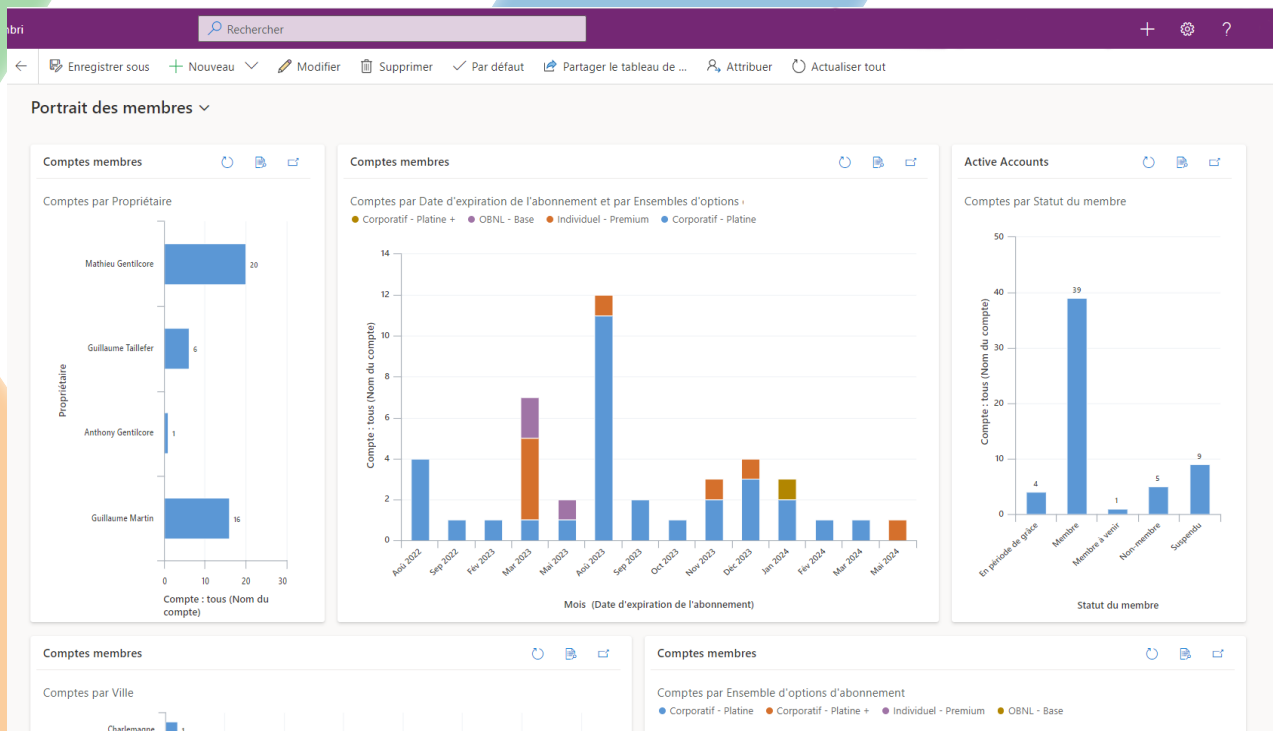 nbri
Rechercher
Enregistrer sous Nouveau Modifier Supprimer Par défaut Partager le tableau de ... Attribuer Actualiser tout
Portrait des membres
Comptes membres
Comptes par Propriétaire
Propriétaire
Mathieu Gentilcore 20
Guillaume Taillefer 6
Anthony Gentilcore 1
Guillaume Martin 16
0 10 20 30
Compte : tous (Nom du
compte)
Comptes membres
Comptes par Date d'expiration de l'abonnement et par Ensembles d'options
Corporatif - Platine + OBNL - Base Individuel - Premium Corporatif - Platine
Compte : tous (Nom du compte)
14
12
10
8
6
4
2
0
Aoû 2022 Sep 2022 Fév 2023 Mar 2023 Mai 2023 Aoû 2023 Sep 2023 Oct 2023 Nov 2023 Déc 2023 Jan 2024 Fév 2024 Mar 2024 Mai 2024
Mois (Date d'expiration de l'abonnement)
Active Accounts
Comptes par Statut du membre
Compte : tous (Nom du compte)
50
40
30
20
10
0
4 39 1 5 9
En période de grâce Membre Membre à venir Non-membre Suspendu
Statut du membre
Comptes membres
Comptes par Ville
Charlemagne 1
Comptes membres
Comptes par Ensemble d'options d'abonnement
Corporatif - Platine Corporatif - Platine + Individuel - Premium OBNL - Base